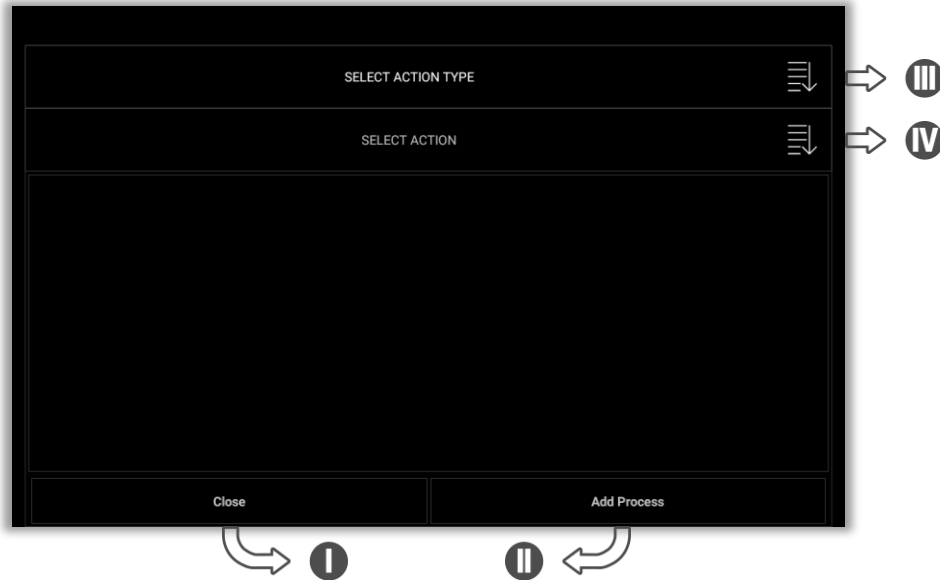 SELECT ACTION TYPE
III
SELECT ACTION
IV
Close
Add Process
I
II